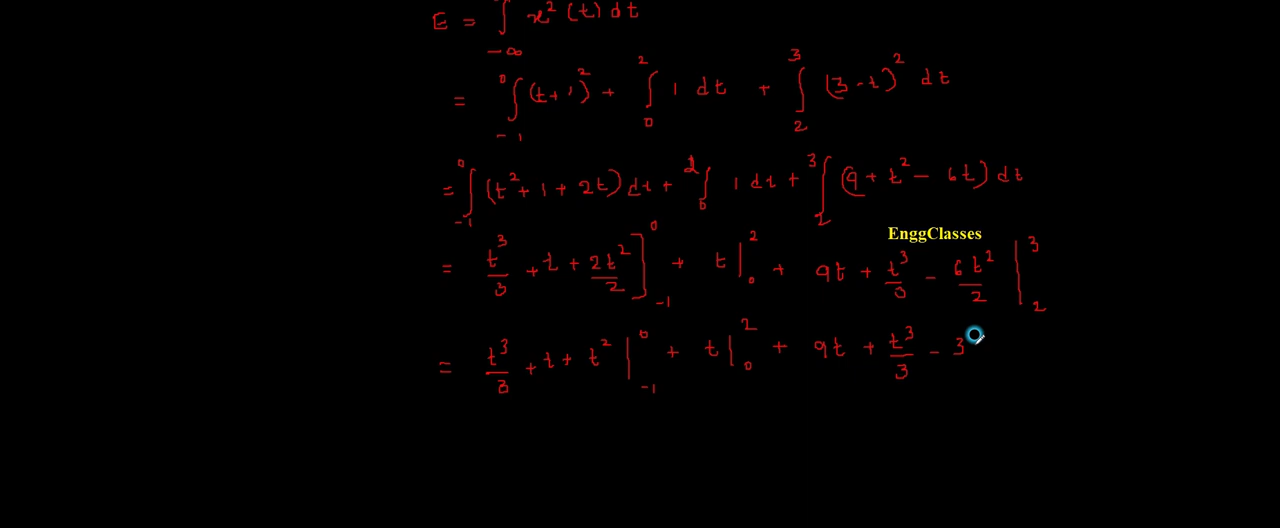 E = ∫_{-∞} x²(t) dt
= ∫_{-1}^{0} (t+1)² + ∫_{0}^{2} 1 dt + ∫_{2}^{3} (3-t)² dt
= ∫_{-1}^{0} (t² + 1 + 2t) dt + ∫_{0}^{2} 1 dt + ∫_{2}^{3} (9 + t² - 6t) dt
EnggClasses
= t³/3 + t + 2t²/2 ]_{-1}^{0} + t |_{0}^{2} + 9t + t³/3 - 6t²/2 |_{2}^{3}
= t³/3 + t + t² |_{-1}^{0} + t |_{0}^{2} + 9t + t³/3 - 3